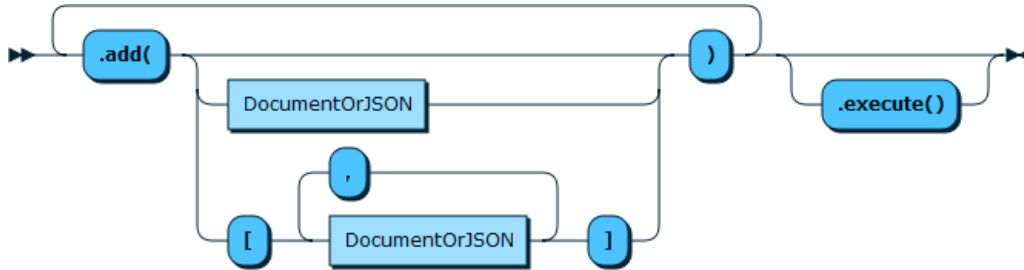 .add( )
DocumentOrJSON .execute()
,
[ DocumentOrJSON ]